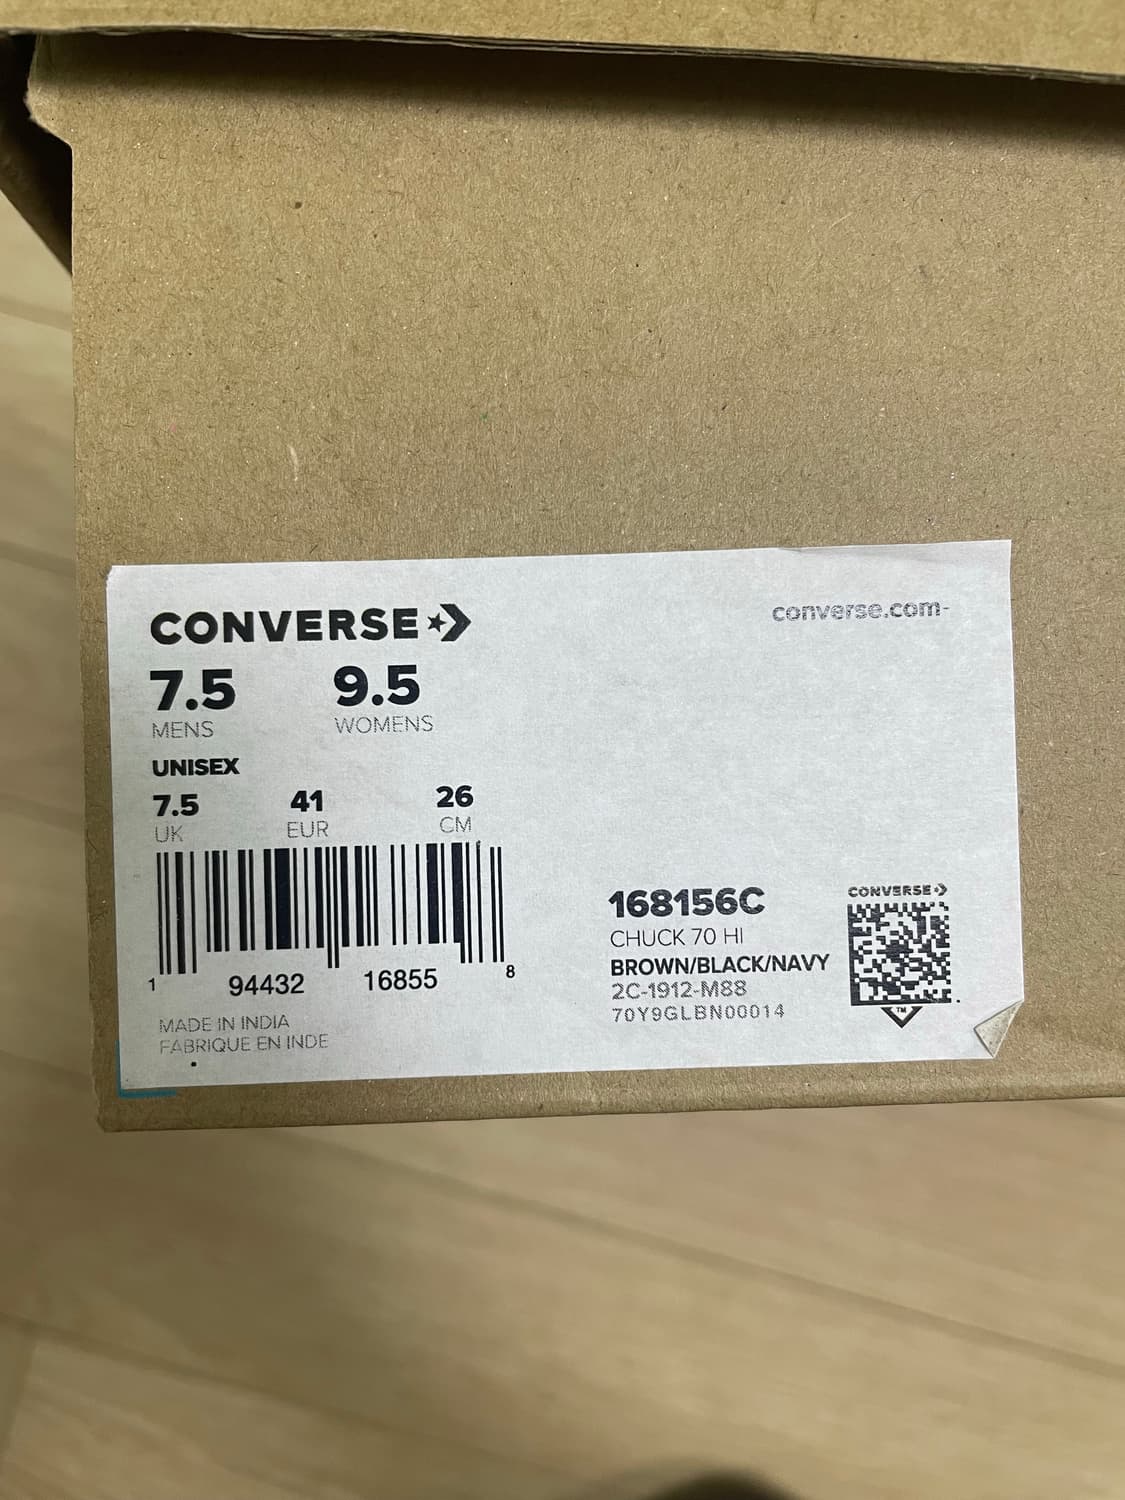 CONVERSE
converse.com-
7.5 9.5
MENS WOMENS
UNISEX
7.5 41 26
UK EUR CM
1 94432 16855 8
MADE IN INDIA
FABRIQUE EN INDE
168156C
CHUCK 70 HI
BROWN/BLACK/NAVY
2C-1912-M88
70Y9GLBN00014
CONVERSE
TM